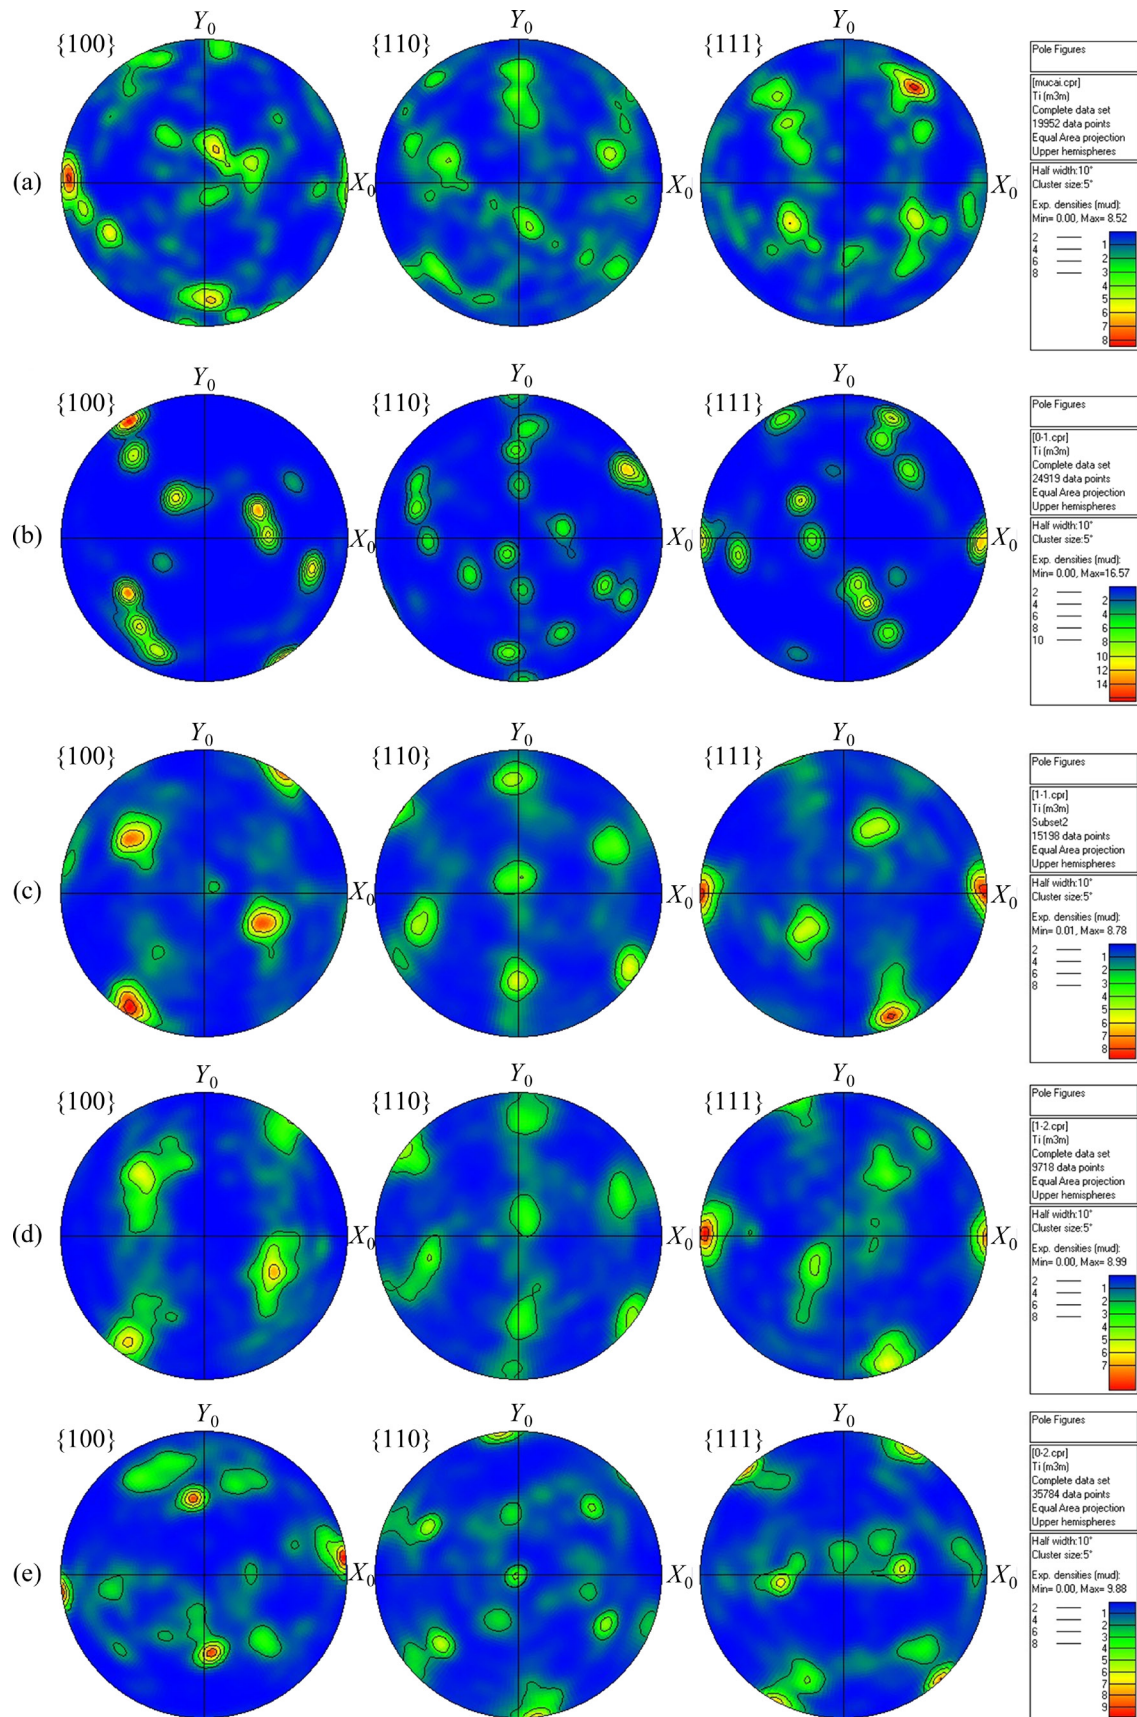 Y0
{100} {110} {111}
(a)
X0 X0 X0
Pole Figures
[mucai.cpr]
Ti (m3m)
Complete data set
19952 data points
Equal Area projection
Upper hemispheres
Half width:10°
Cluster size:5°
Exp. densities (mud):
Min= 0.00, Max= 8.52
2
4
6
8
1
2
3
4
5
6
7
8
Y0 Y0 Y0
{100} {110} {111}
(b)
X0 X0 X0
Pole Figures
[0-1.cpr]
Ti (m3m)
Complete data set
24919 data points
Equal Area projection
Upper hemispheres
Half width:10°
Cluster size:5°
Exp. densities (mud):
Min= 0.00, Max=16.57
2
4
6
8
10
2
4
6
8
10
12
14
Y0 Y0 Y0
{100} {110} {111}
(c)
X0 X0 X0
Pole Figures
[1-1.cpr]
Ti (m3m)
Subset2
15198 data points
Equal Area projection
Upper hemispheres
Half width:10°
Cluster size:5°
Exp. densities (mud):
Min= 0.01, Max= 8.78
2
4
6
8
1
2
3
4
5
6
7
8
Y0 Y0 Y0
{100} {110} {111}
(d)
X0 X0 X0
Pole Figures
[1-2.cpr]
Ti (m3m)
Complete data set
9718 data points
Equal Area projection
Upper hemispheres
Half width:10°
Cluster size:5°
Exp. densities (mud):
Min= 0.00, Max= 8.99
2
4
6
8
1
2
3
4
5
6
7
Y0 Y0 Y0
{100} {110} {111}
(e)
X0 X0 X0
Pole Figures
[0-2.cpr]
Ti (m3m)
Complete data set
35784 data points
Equal Area projection
Upper hemispheres
Half width:10°
Cluster size:5°
Exp. densities (mud):
Min= 0.00, Max= 9.88
2
4
6
8
1
2
3
4
5
6
7
8
9